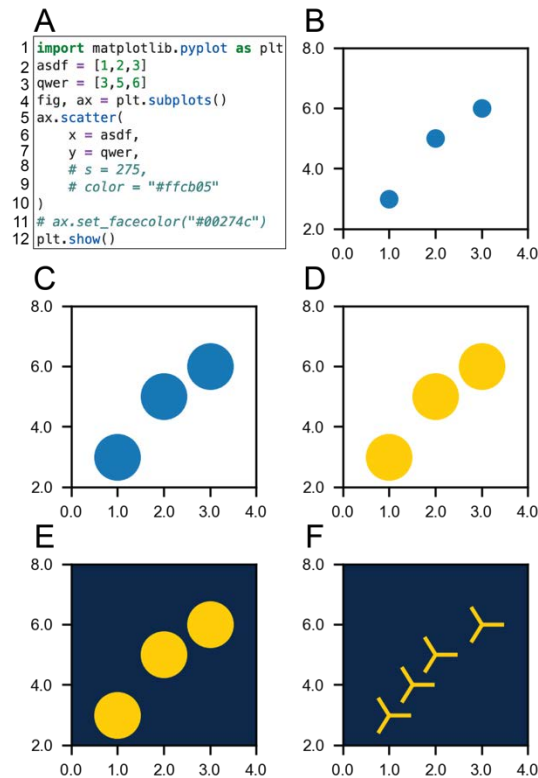 A
1 import matplotlib.pyplot as plt
2 asdf = [1,2,3]
3 qwer = [3,5,6]
4 fig, ax = plt.subplots()
5 ax.scatter(
6 x = asdf,
7 y = qwer,
8 # s = 275,
9 # color = "#ffcb05"
10 )
11 # ax.set_facecolor("#00274c")
12 plt.show()
B
8.0
6.0
4.0
2.0
0.0 1.0 2.0 3.0 4.0
C
8.0
6.0
4.0
2.0
0.0 1.0 2.0 3.0 4.0
D
8.0
6.0
4.0
2.0
0.0 1.0 2.0 3.0 4.0
E
8.0
6.0
4.0
2.0
0.0 1.0 2.0 3.0 4.0
F
8.0
6.0
4.0
2.0
0.0 1.0 2.0 3.0 4.0